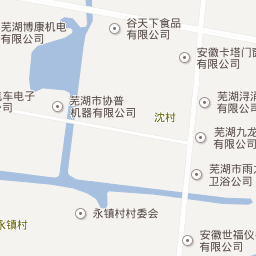 谷天下食品
有限公司
芜湖博康机电
有限公司
安徽卡塔门窗
有限公司
汽车电子
公司
芜湖市协普
机器有限公司
沈村
芜湖浔
有限公
芜湖九龙
有限公司
芜湖市雨
卫浴公司
永镇村村委会
永镇村
安徽世福仪
有限公司